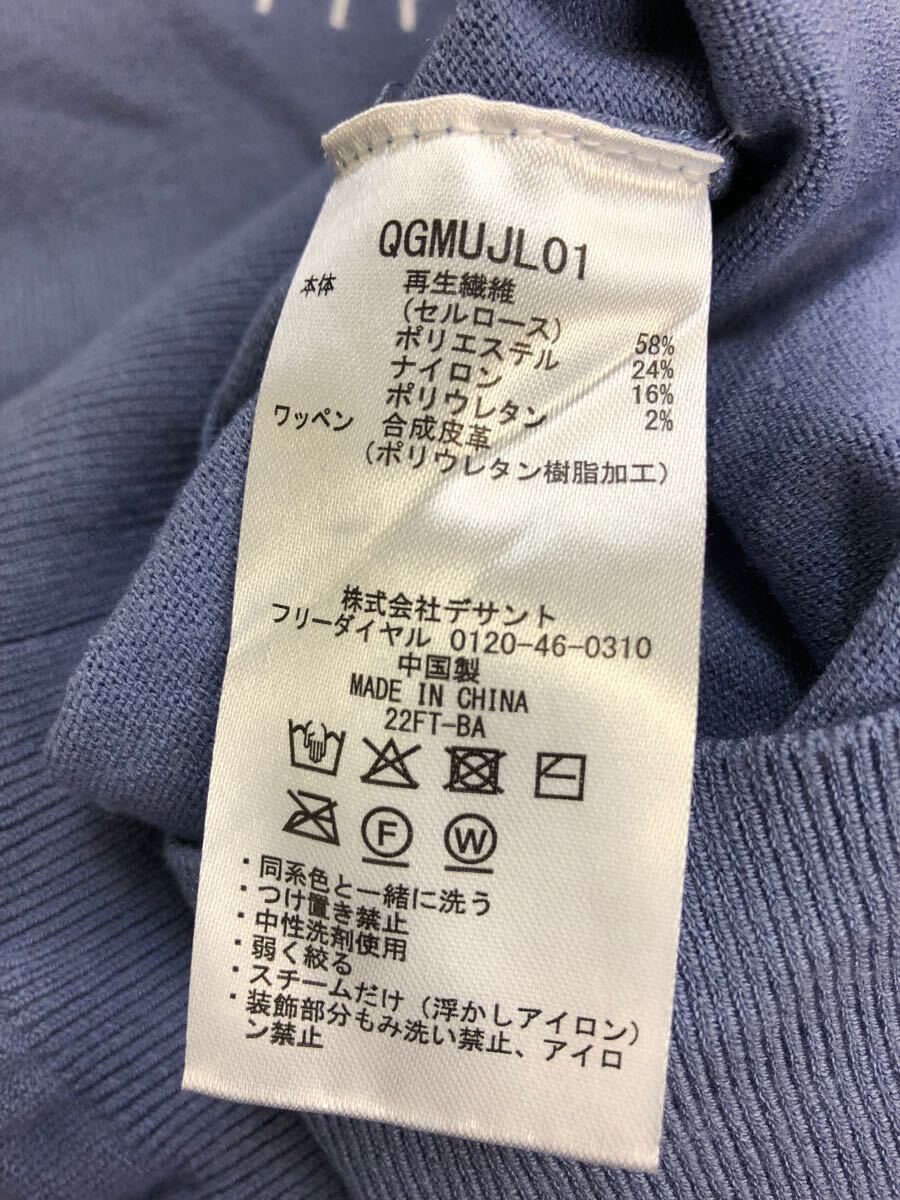 QGMUJL01
本体 再生繊維
(セルロース) 58%
ポリエステル 24%
ナイロン 16%
ポリウレタン 2%
ワッペン 合成皮革
(ポリウレタン樹脂加工)
株式会社デサント
フリーダイヤル 0120-46-0310
中国製
MADE IN CHINA
22FT-BA
F W
・同系色と一緒に洗う
・つけ置き禁止
・中性洗剤使用
・弱く絞る
・スチームだけ(浮かしアイロン)
・装飾部分もみ洗い禁止、アイロ
ン禁止